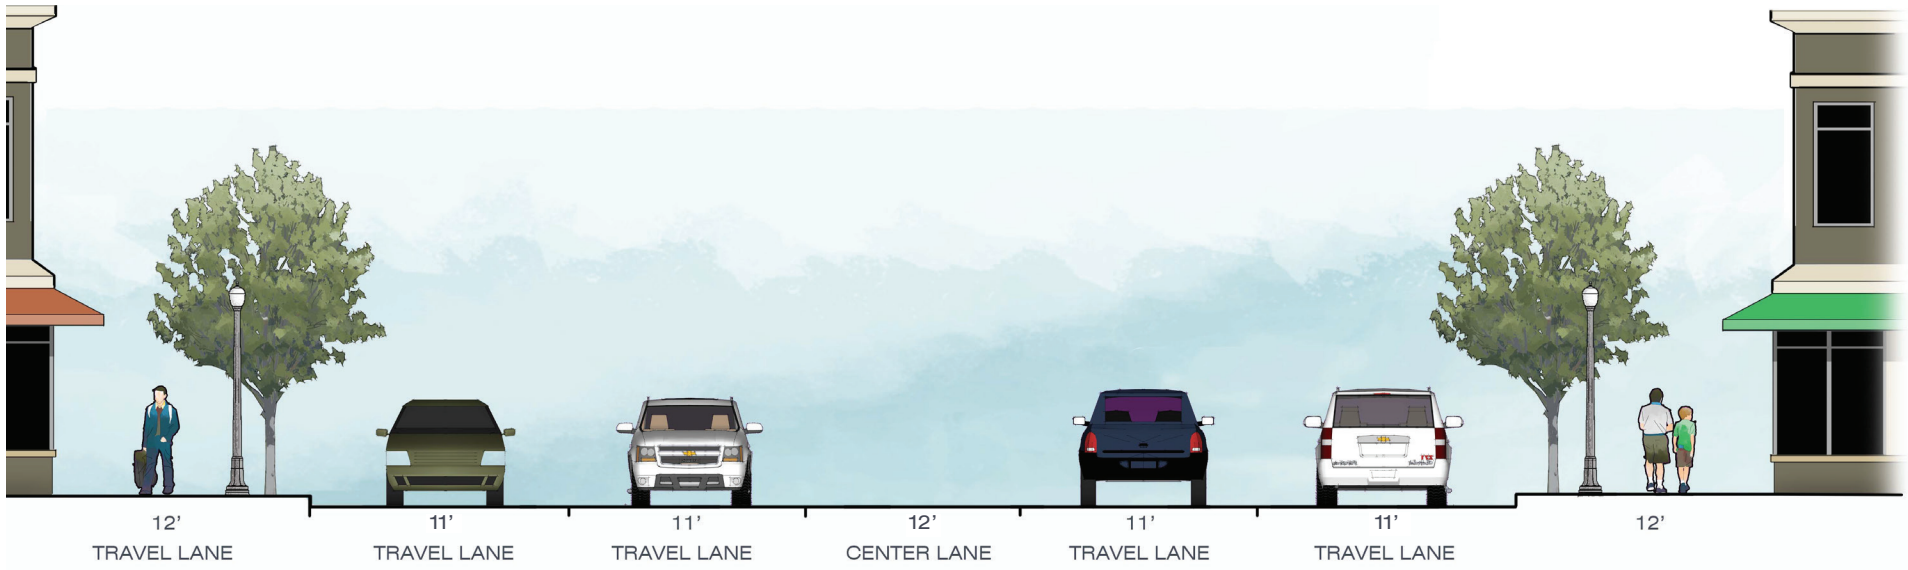 12’ 11’ 11’ 12’ 11’ 11’ 12’
TRAVEL LANE TRAVEL LANE TRAVEL LANE CENTER LANE TRAVEL LANE TRAVEL LANE